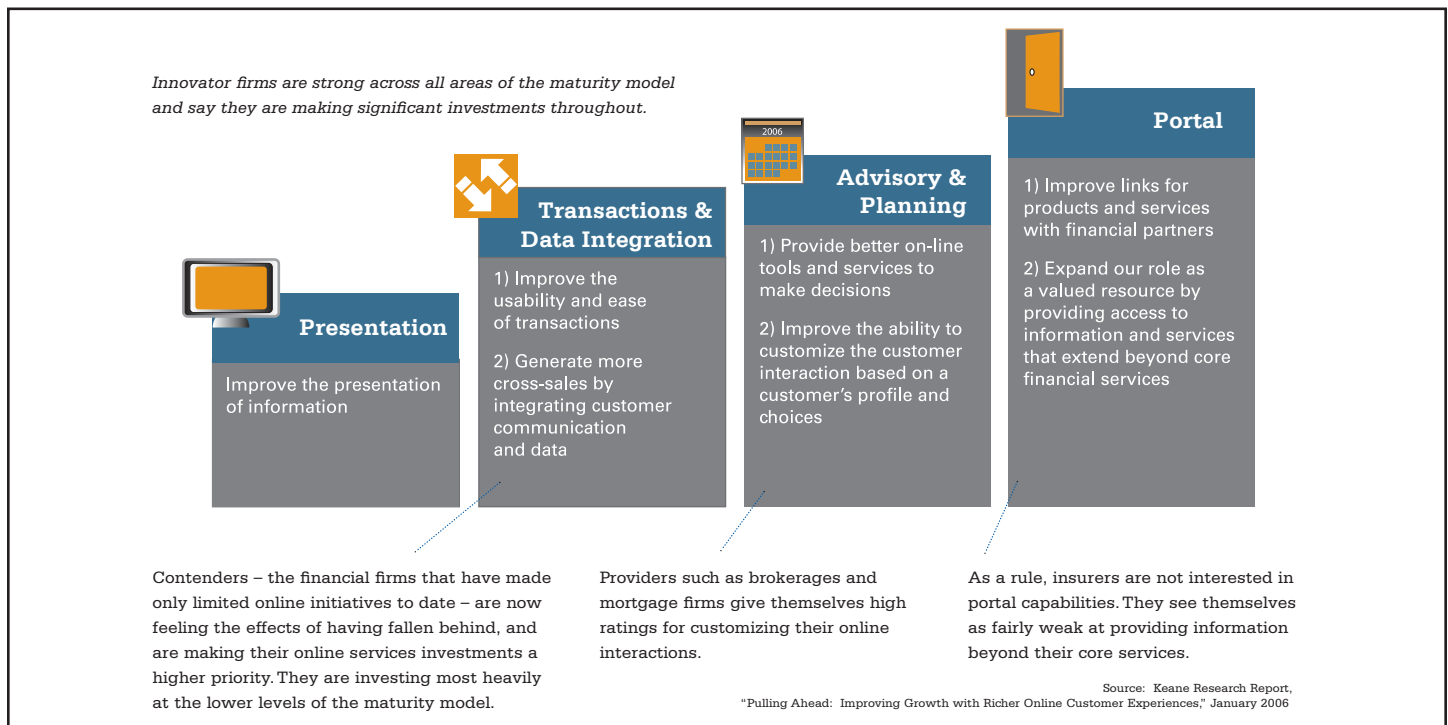 Innovator firms are strong across all areas of the maturity model
and say they are making significant investments throughout.
Presentation
Improve the presentation
of information
Transactions &
Data Integration
1) Improve the
usability and ease
of transactions
2) Generate more
cross-sales by
integrating customer
communication
and data
2006
Advisory &
Planning
1) Provide better on-line
tools and services to
make decisions
2) Improve the ability to
customize the customer
interaction based on a
customer's profile and
choices
Portal
1) Improve links for
products and services
with financial partners
2) Expand our role as
a valued resource by
providing access to
information and services
that extend beyond core
financial services
Contenders – the financial firms that have made
only limited online initiatives to date – are now
feeling the effects of having fallen behind, and
are making their online services investments a
higher priority. They are investing most heavily
at the lower levels of the maturity model.
Providers such as brokerages and
mortgage firms give themselves high
ratings for customizing their online
interactions.
As a rule, insurers are not interested in
portal capabilities. They see themselves
as fairly weak at providing information
beyond their core services.
Source: Keane Research Report,
"Pulling Ahead: Improving Growth with Richer Online Customer Experiences," January 2006